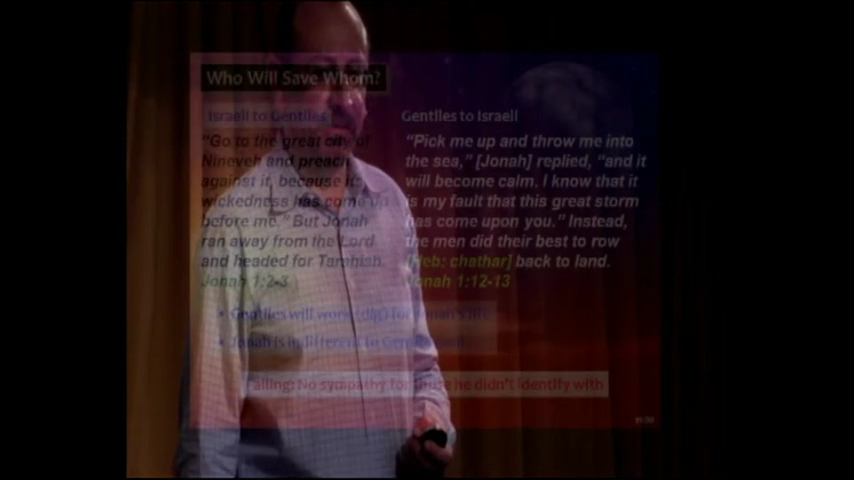 Who Will Save Whom?
Israeli to Gentiles
"Go to the great city of
Nineveh and preach
against it, because its
wickedness has come up
before me." But Jonah
ran away from the Lord
and headed for Tarshish.
Jonah 1:2-3
Gentiles to Israeli
"Pick me up and throw me into
the sea," [Jonah] replied, "and it
will become calm. I know that it
is my fault that this great storm
has come upon you." Instead,
the men did their best to row
[Heb: chathar] back to land.
Jonah 1:12-13
• Gentiles will work (dig) for Jonah's life
• Jonah is indifferent to
Failing: No sympathy for those he didn't identify with